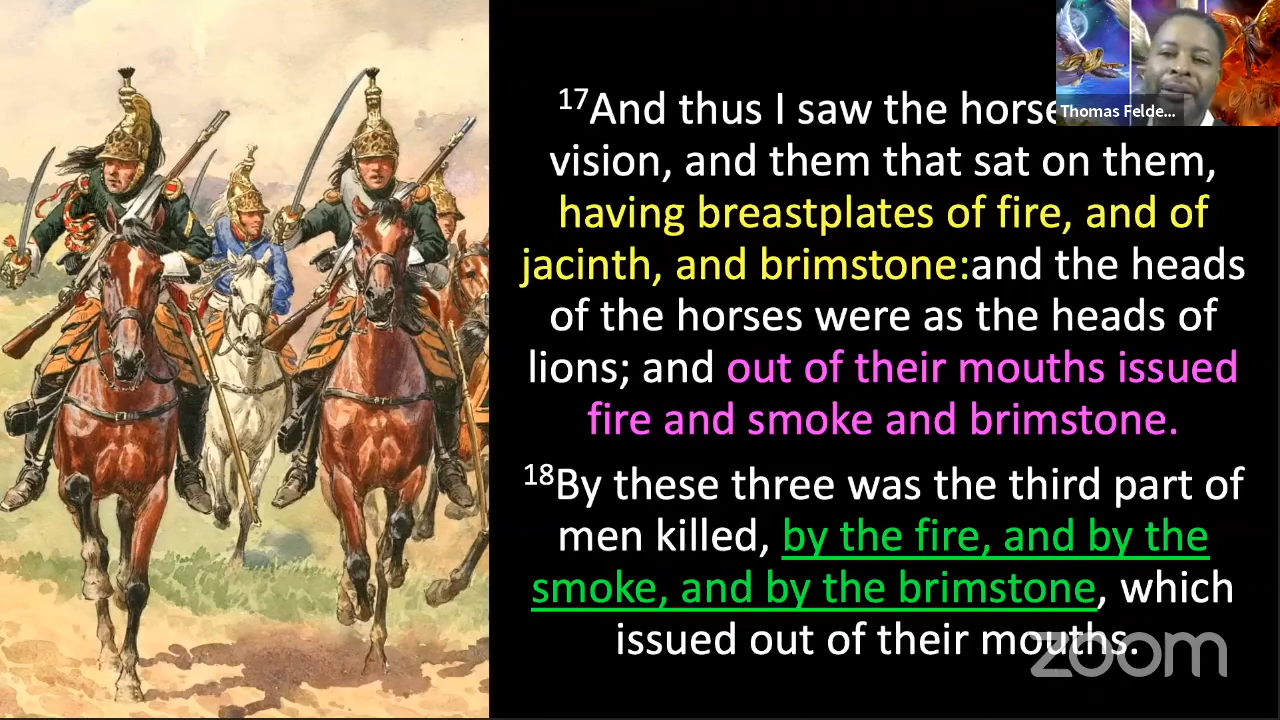 17And thus I saw the horse
vision, and them that sat on them,
having breastplates of fire, and of
jacinth, and brimstone:and the heads
of the horses were as the heads of
lions; and out of their mouths issued
fire and smoke and brimstone.
18By these three was the third part of
men killed, by the fire, and by the
smoke, and by the brimstone, which
issued out of their mouths.
Thomas Felde...
zoom